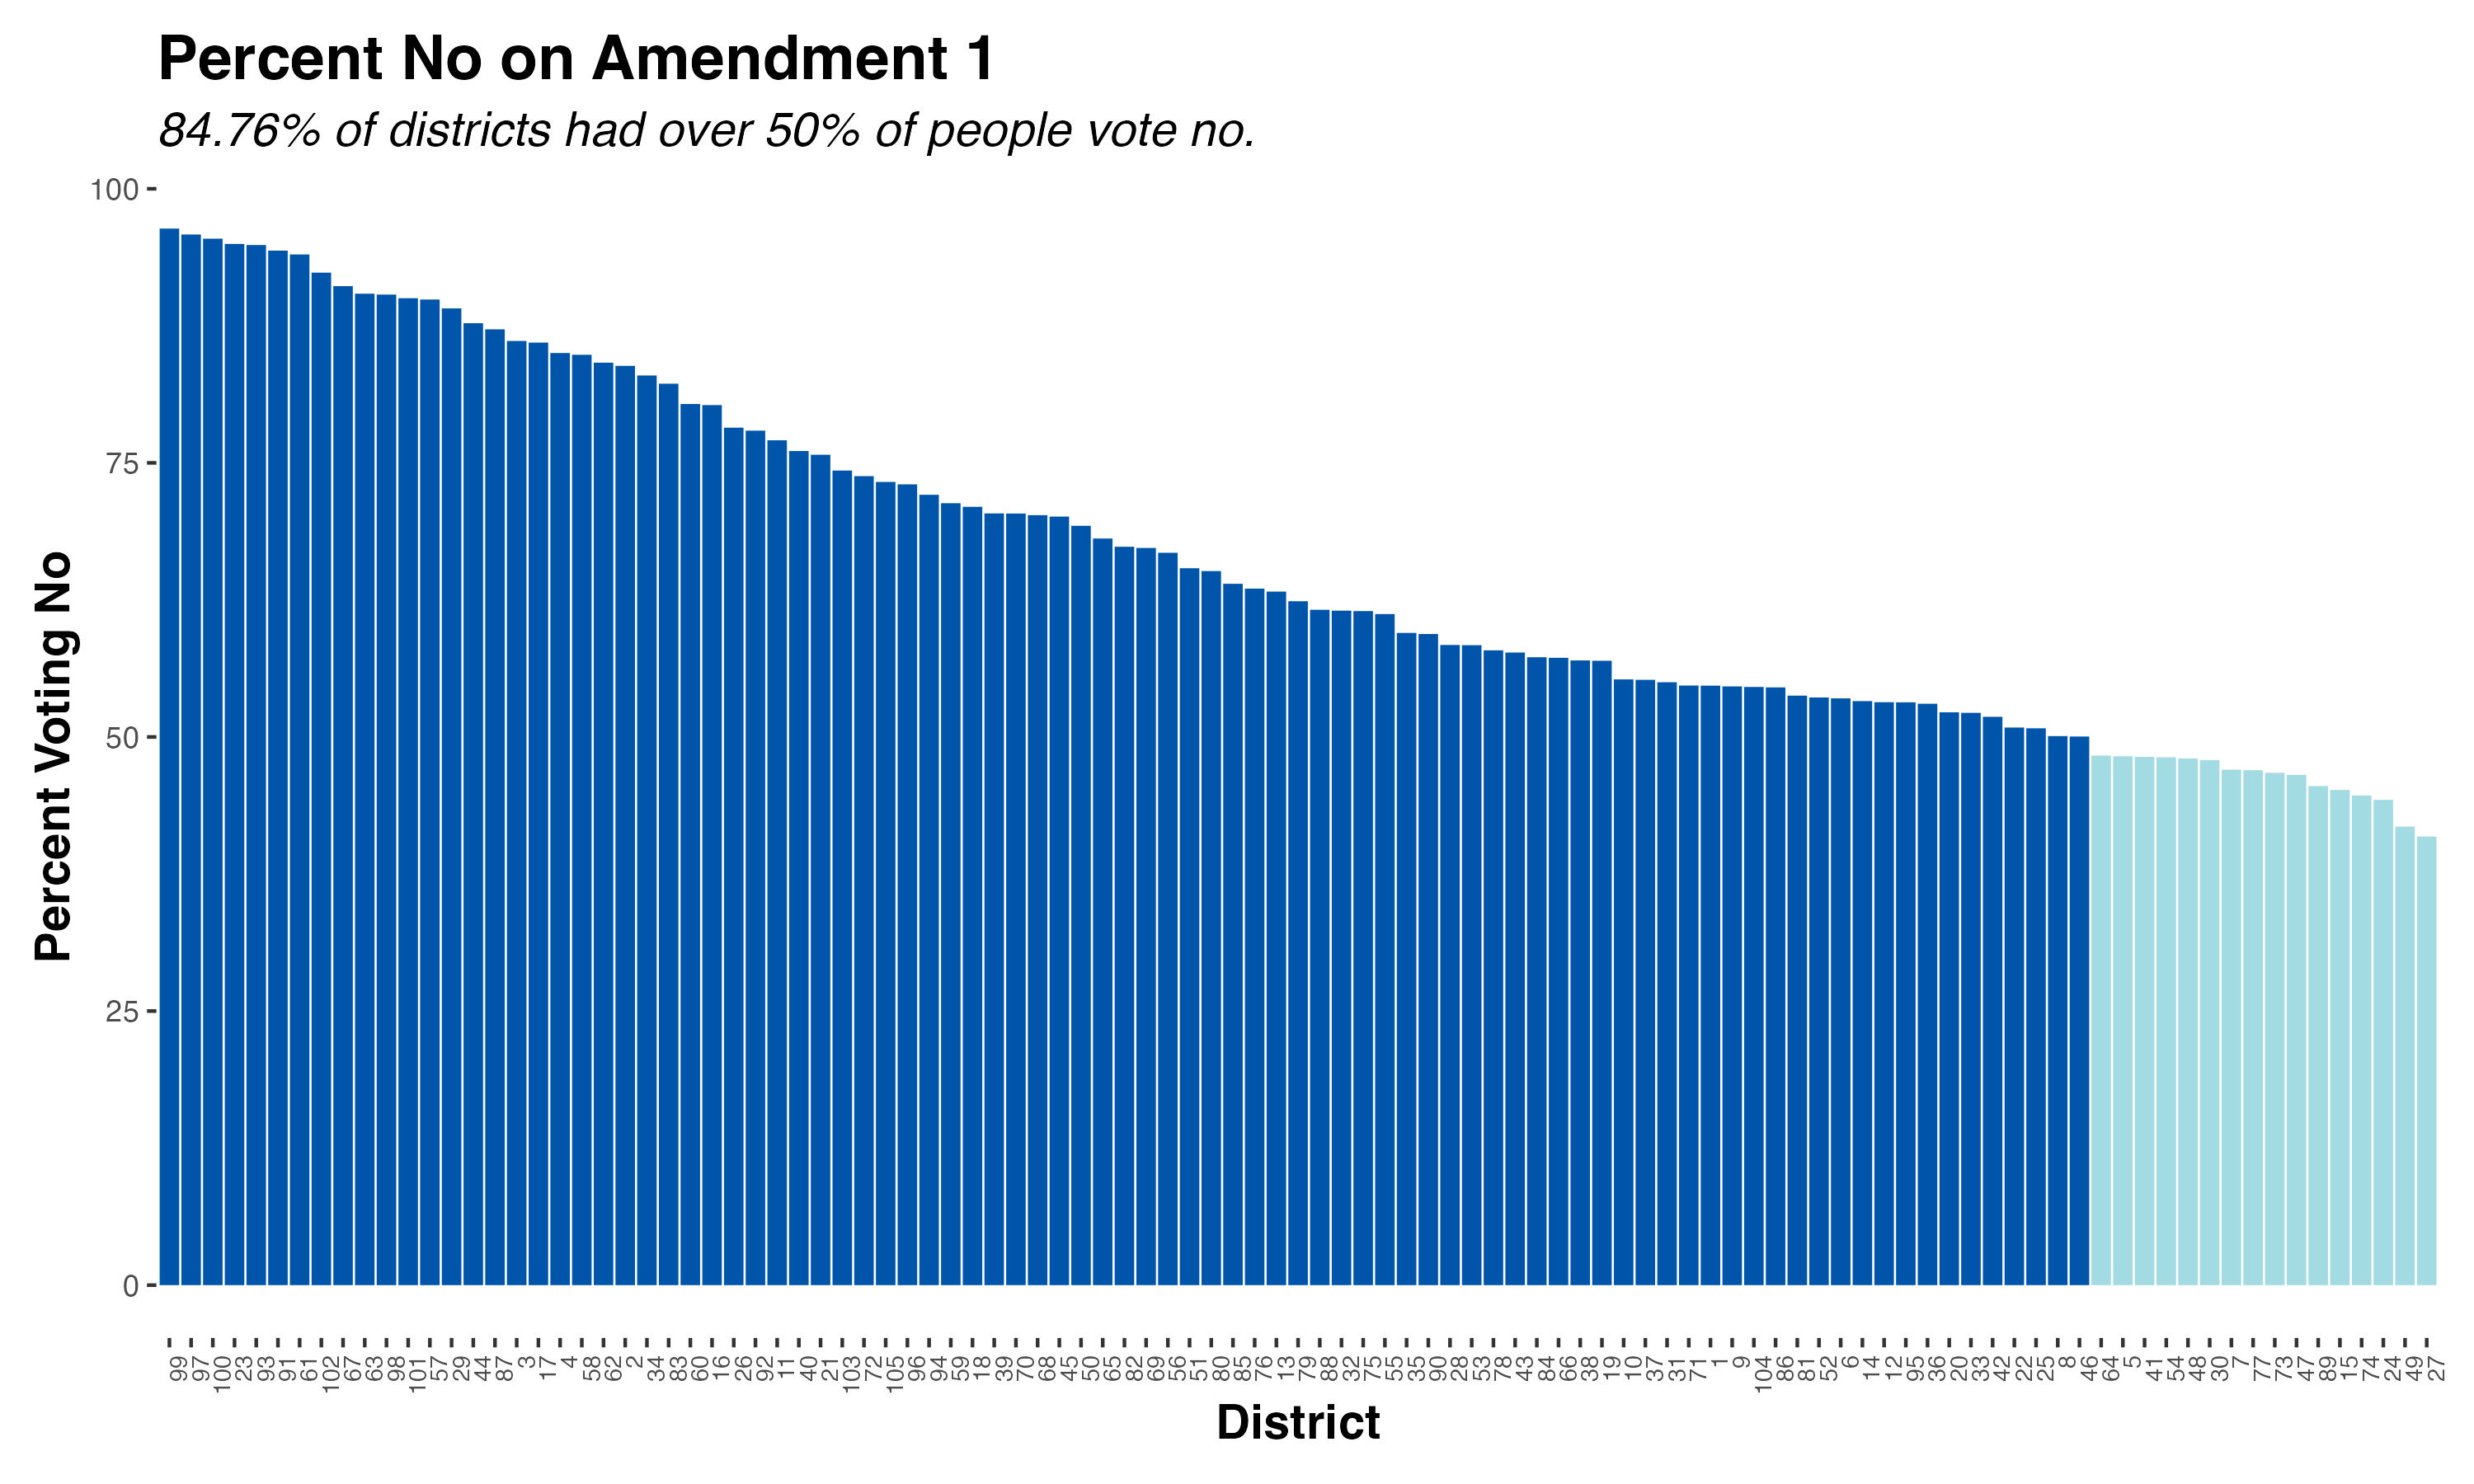 Percent No on Amendment 1
84.76% of districts had over 50% of people vote no.
100
75
50
25
0
Percent Voting No
99 97 100 23 93 91 61 102 67 63 98 101 57 29 44 87 3 17 4 58 62 2 34 83 60 16 26 92 11 40 21 103 72 105 96 94 59 18 39 70 68 45 50 65 82 69 56 51 80 85 76 13 79 88 32 75 55 35 90 28 53 78 43 84 66 38 19 10 37 31 71 1 9 104 86 81 52 6 14 12 95 36 20 33 42 22 25 8 46 64 5 41 54 48 30 7 77 73 47 89 15 74 24 49 27
District